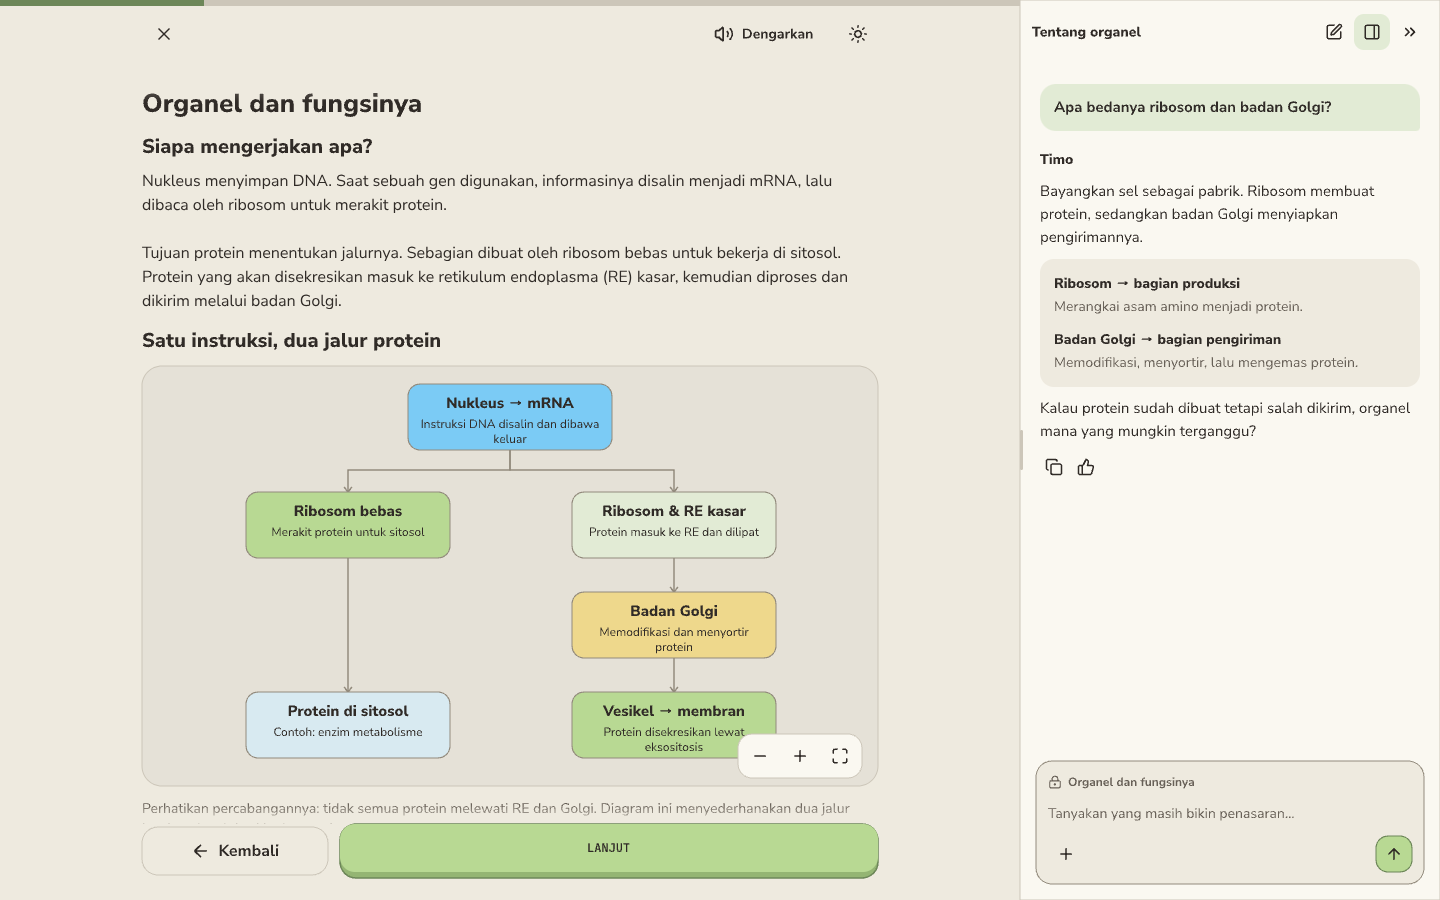 Dengarkan
Organel dan fungsinya
Siapa mengerjakan apa?
Nukleus menyimpan DNA. Saat sebuah gen digunakan, informasinya disalin menjadi mRNA, lalu
dibaca oleh ribosom untuk merakit protein.
Tujuan protein menentukan jalurnya. Sebagian dibuat oleh ribosom bebas untuk bekerja di sitosol.
Protein yang akan disekresikan masuk ke retikulum endoplasma (RE) kasar, kemudian diproses dan
dikirim melalui badan Golgi.
Satu instruksi, dua jalur protein
Nukleus → mRNA
Instruksi DNA disalin dan dibawa
keluar
Ribosom bebas
Merakit protein untuk sitosol
Ribosom & RE kasar
Protein masuk ke RE dan dilipat
Badan Golgi
Memodifikasi dan menyortir
protein
Protein di sitosol
Contoh: enzim metabolisme
Vesikel → membran
Protein disekresikan lewat
eksositosis
Perhatikan percabangannya: tidak semua protein melewati RE dan Golgi. Diagram ini menyederhanakan dua jalur
Kembali
LANJUT
Tentang organel
Apa bedanya ribosom dan badan Golgi?
Timo
Bayangkan sel sebagai pabrik. Ribosom membuat
protein, sedangkan badan Golgi menyiapkan
pengirimannya.
Ribosom → bagian produksi
Merangkai asam amino menjadi protein.
Badan Golgi → bagian pengiriman
Memodifikasi, menyortir, lalu mengemas protein.
Kalau protein sudah dibuat tetapi salah dikirim, organel
mana yang mungkin terganggu?
Organel dan fungsinya
Tanyakan yang masih bikin penasaran...